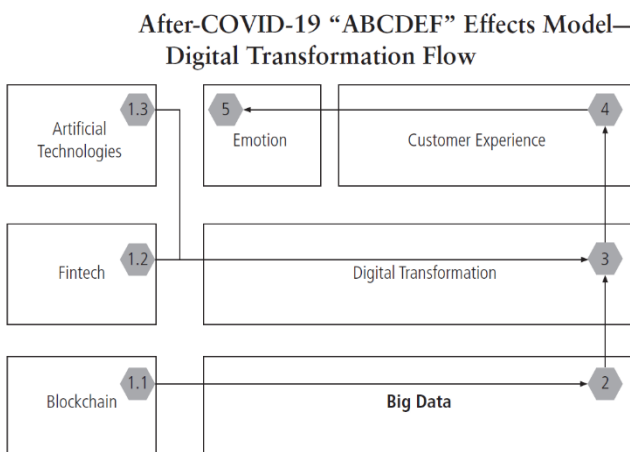 After-COVID-19 “ABCDEF” Effects Model—
Digital Transformation Flow
1.3
5
4
Artificial
Technologies
Emotion
Customer Experience
1.2
3
Fintech
Digital Transformation
1.1
2
Blockchain
Big Data